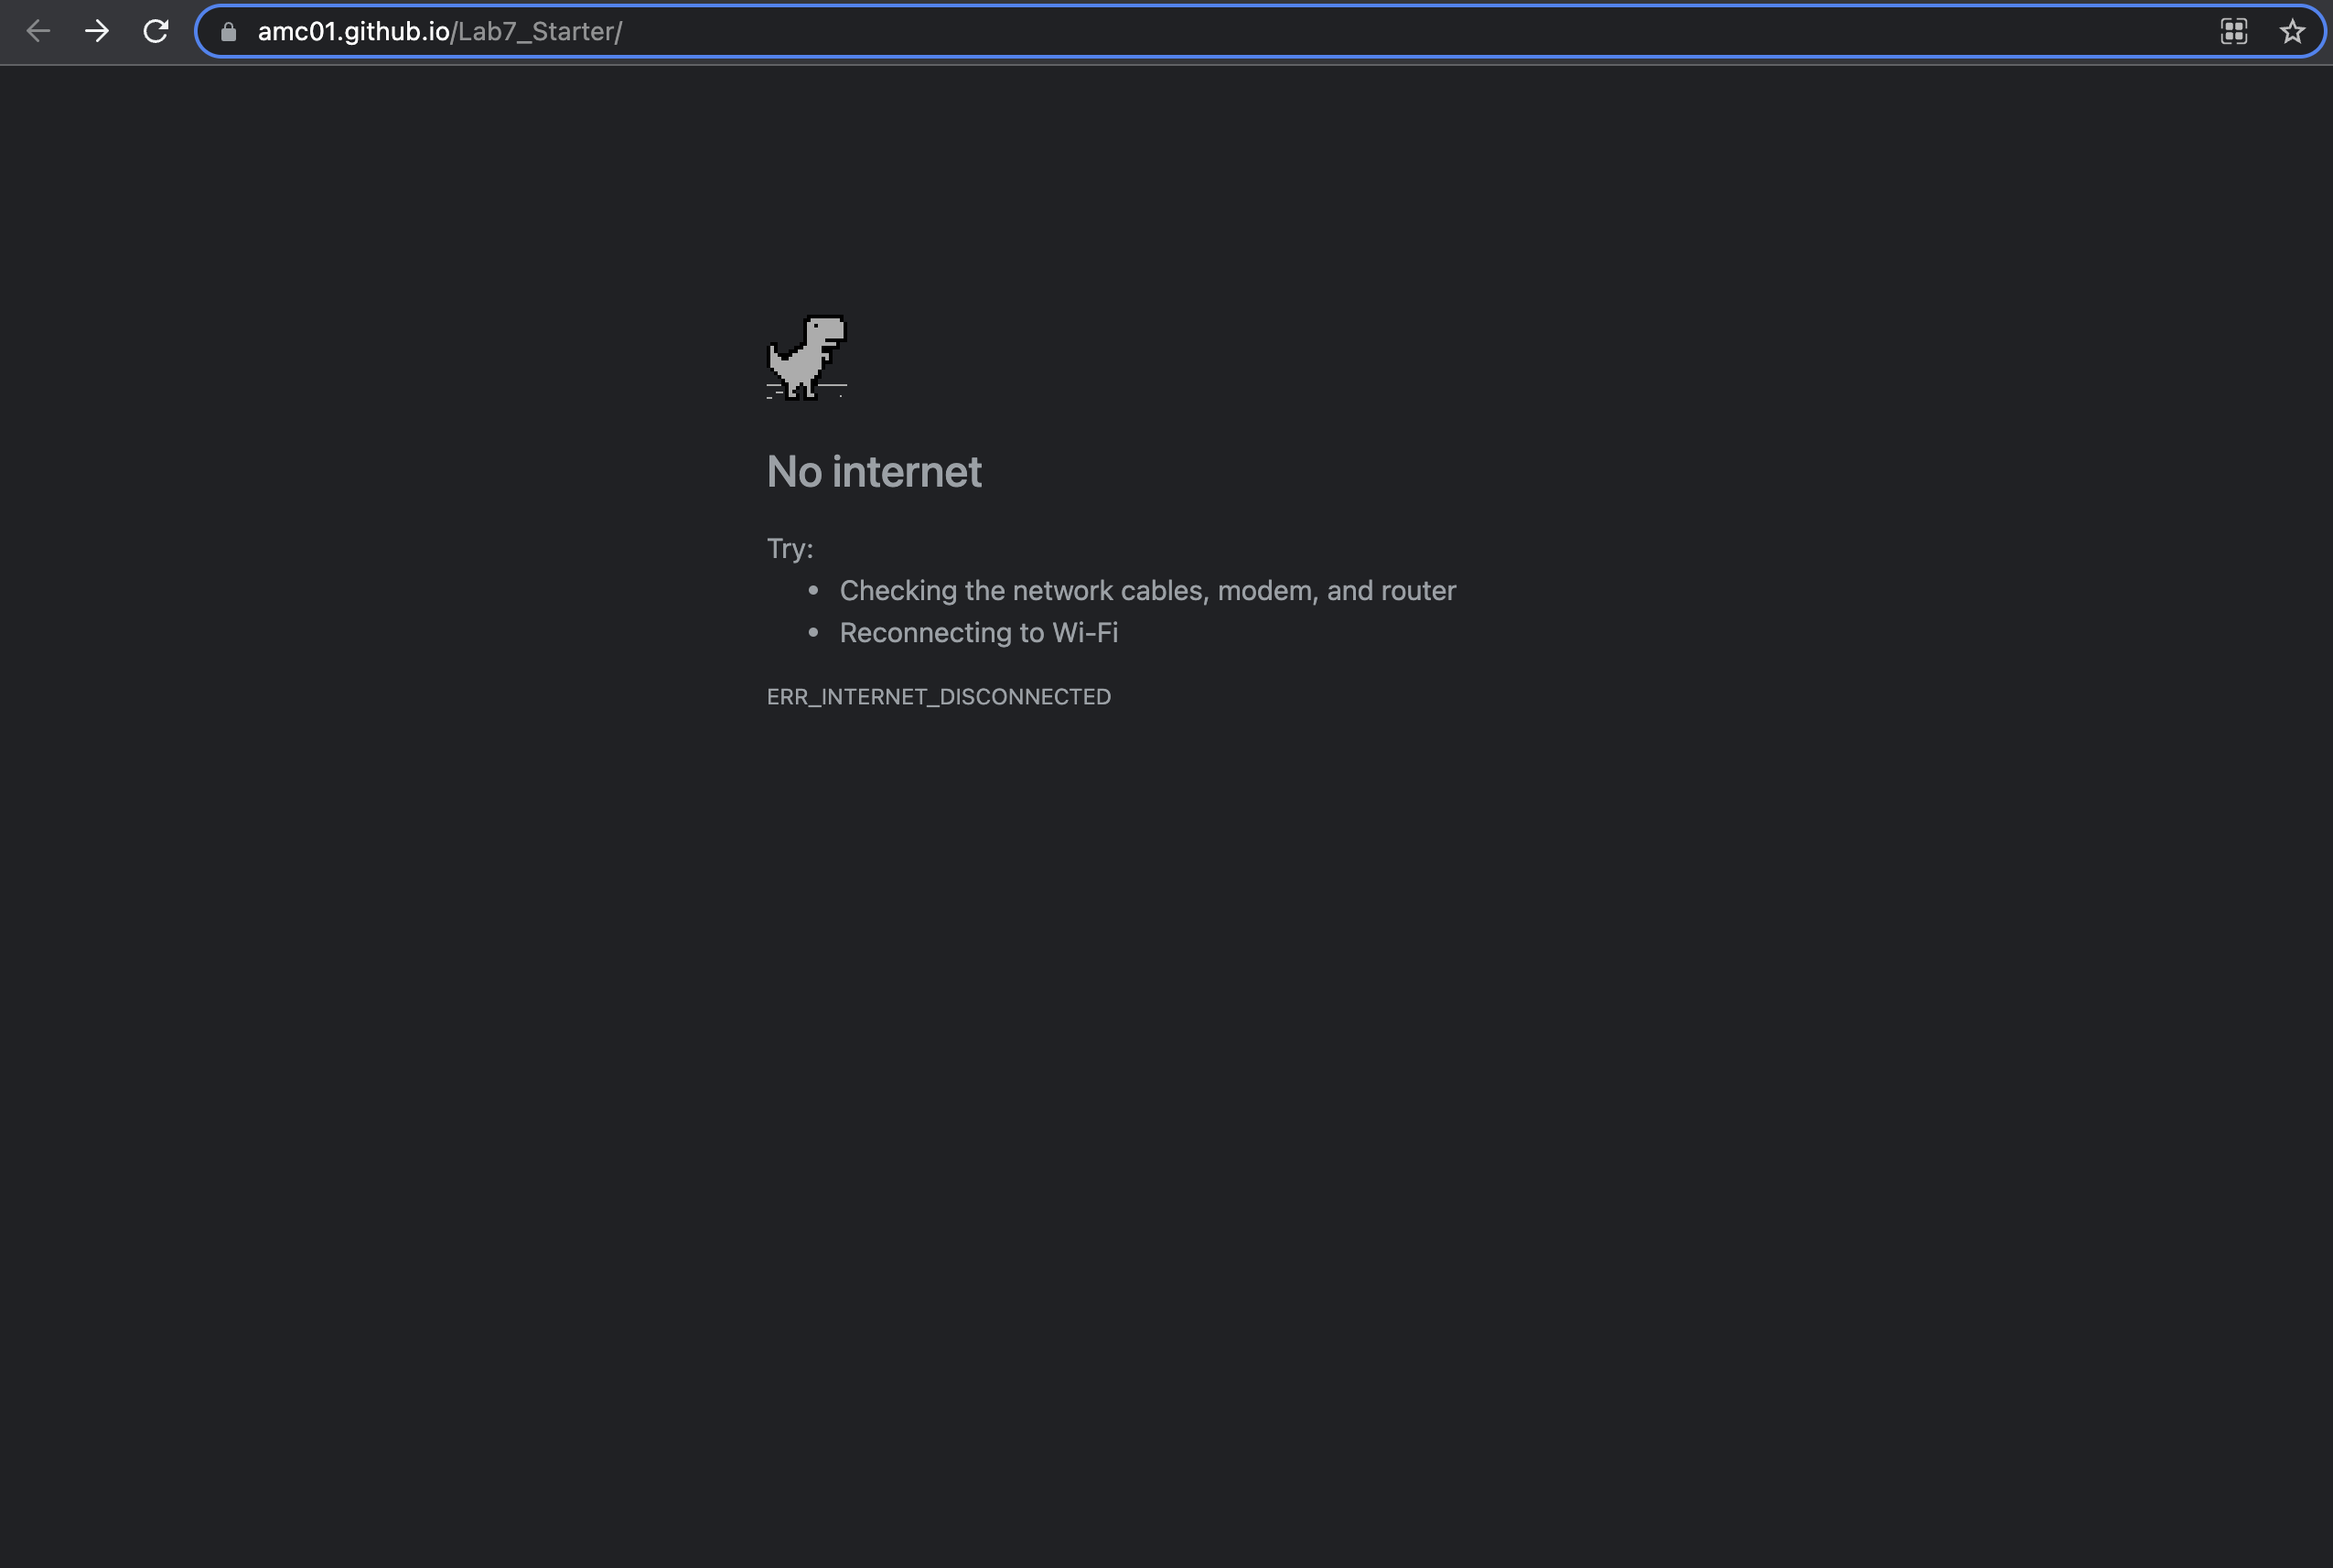 amc01.github.io/Lab7_Starter/
No internet
Try:
• Checking the network cables, modem, and router
• Reconnecting to Wi-Fi
ERR_INTERNET_DISCONNECTED